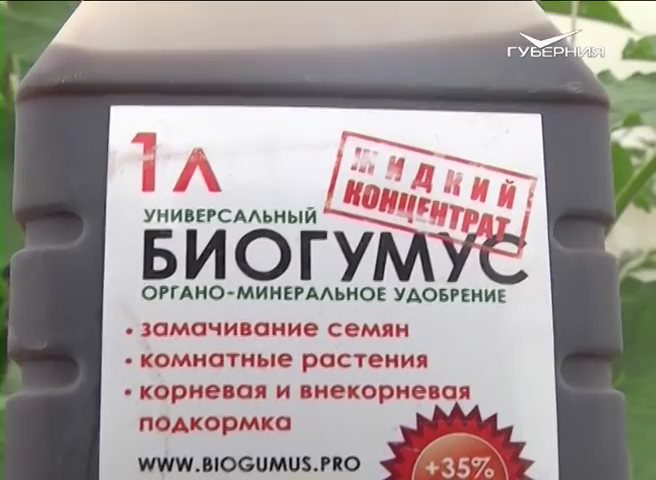 ГУБЕРНИЯ
1 Л
ЖИДКИЙ
КОНЦЕНТРАТ
УНИВЕРСАЛЬНЫЙ
БИОГУМУС
ОРГАНО-МИНЕРАЛЬНОЕ УДОБРЕНИЕ
• замачивание семян
• комнатные растения
• корневая и внекорневая
подкормка
WWW.BIOGUMUS.PRO
+35%